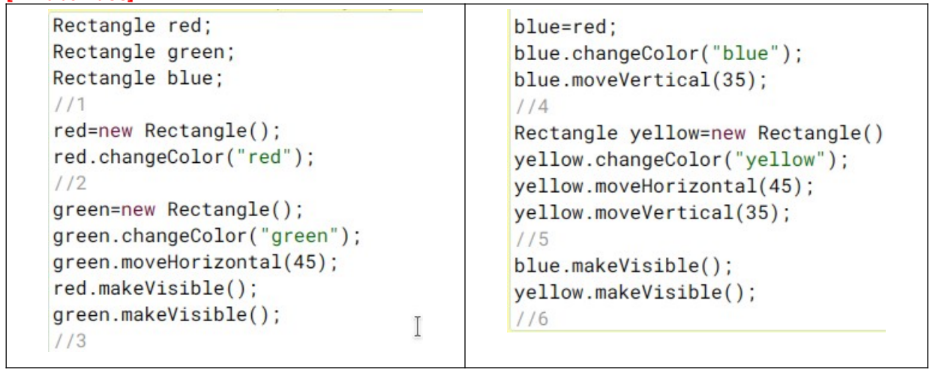 Rectangle red;
Rectangle green;
Rectangle blue;
//1
red=new Rectangle();
red.changeColor("red");
//2
green=new Rectangle();
green.changeColor("green");
green.moveHorizontal(45);
red.makeVisible();
green.makeVisible();
//3
blue=red;
blue.changeColor("blue");
blue.moveVertical(35);
//4
Rectangle yellow=new Rectangle()
yellow.changeColor("yellow");
yellow.moveHorizontal(45);
yellow.moveVertical(35);
//5
blue.makeVisible();
yellow.makeVisible();
//6